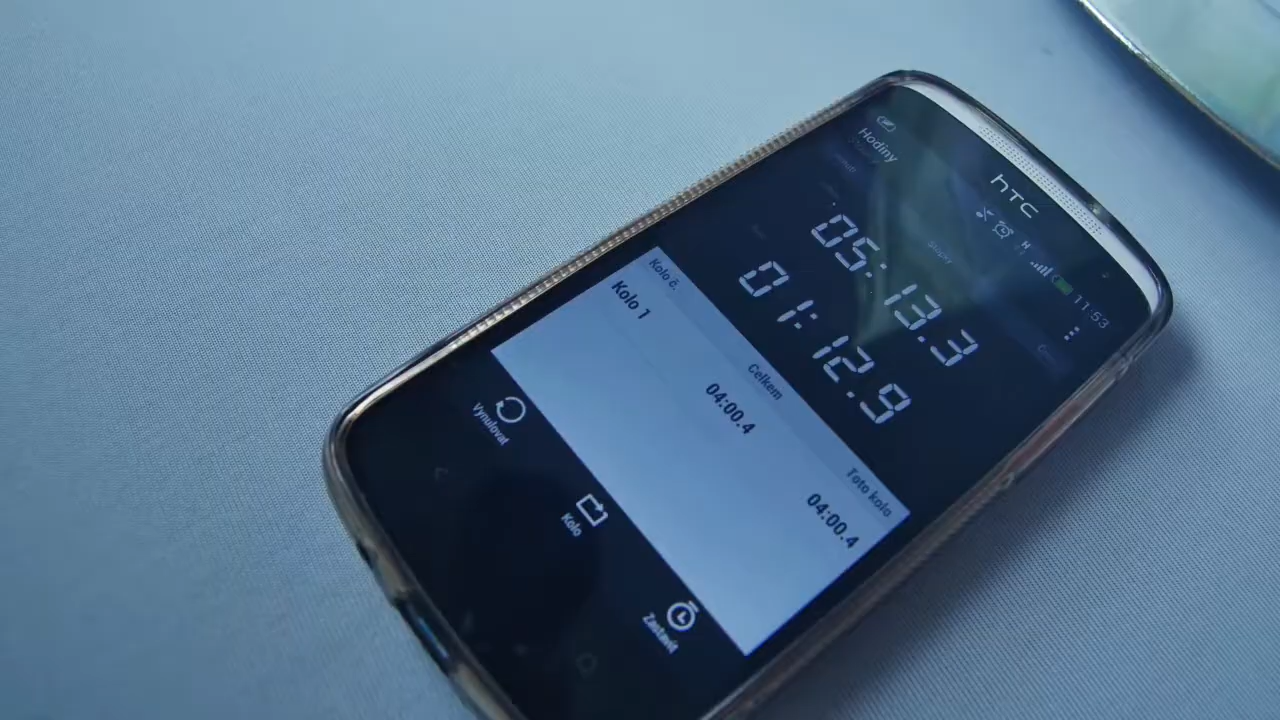 hTC
11:53
Hodiny
05:13.3
01:12.9
Kolo č. Celkem Toto kolo
Kolo 1 04:00.4 04:00.4
Vynulovat Kolo Zastavit